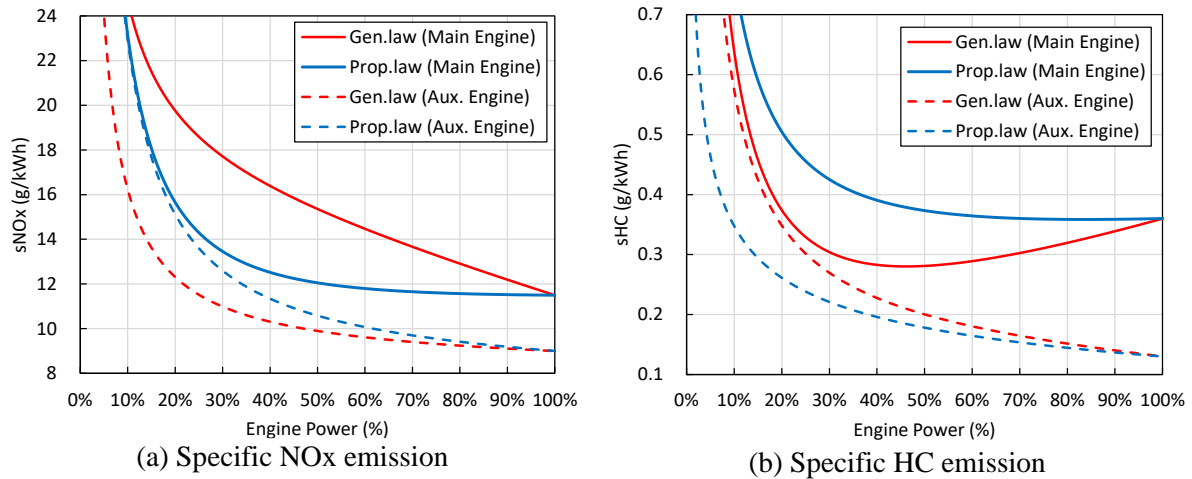 24
22
20
18
16
14
12
10
8
sNOx (g/kWh)
Gen.law (Main Engine)
Prop.law (Main Engine)
Gen.law (Aux. Engine)
Prop.law (Aux. Engine)
0% 10% 20% 30% 40% 50% 60% 70% 80% 90% 100%
Engine Power (%)
(a) Specific NOx emission
0.7
0.6
0.5
0.4
0.3
0.2
0.1
sHC (g/kWh)
Gen.law (Main Engine)
Prop.law (Main Engine)
Gen.law (Aux. Engine)
Prop.law (Aux. Engine)
0% 10% 20% 30% 40% 50% 60% 70% 80% 90% 100%
Engine Power (%)
(b) Specific HC emission